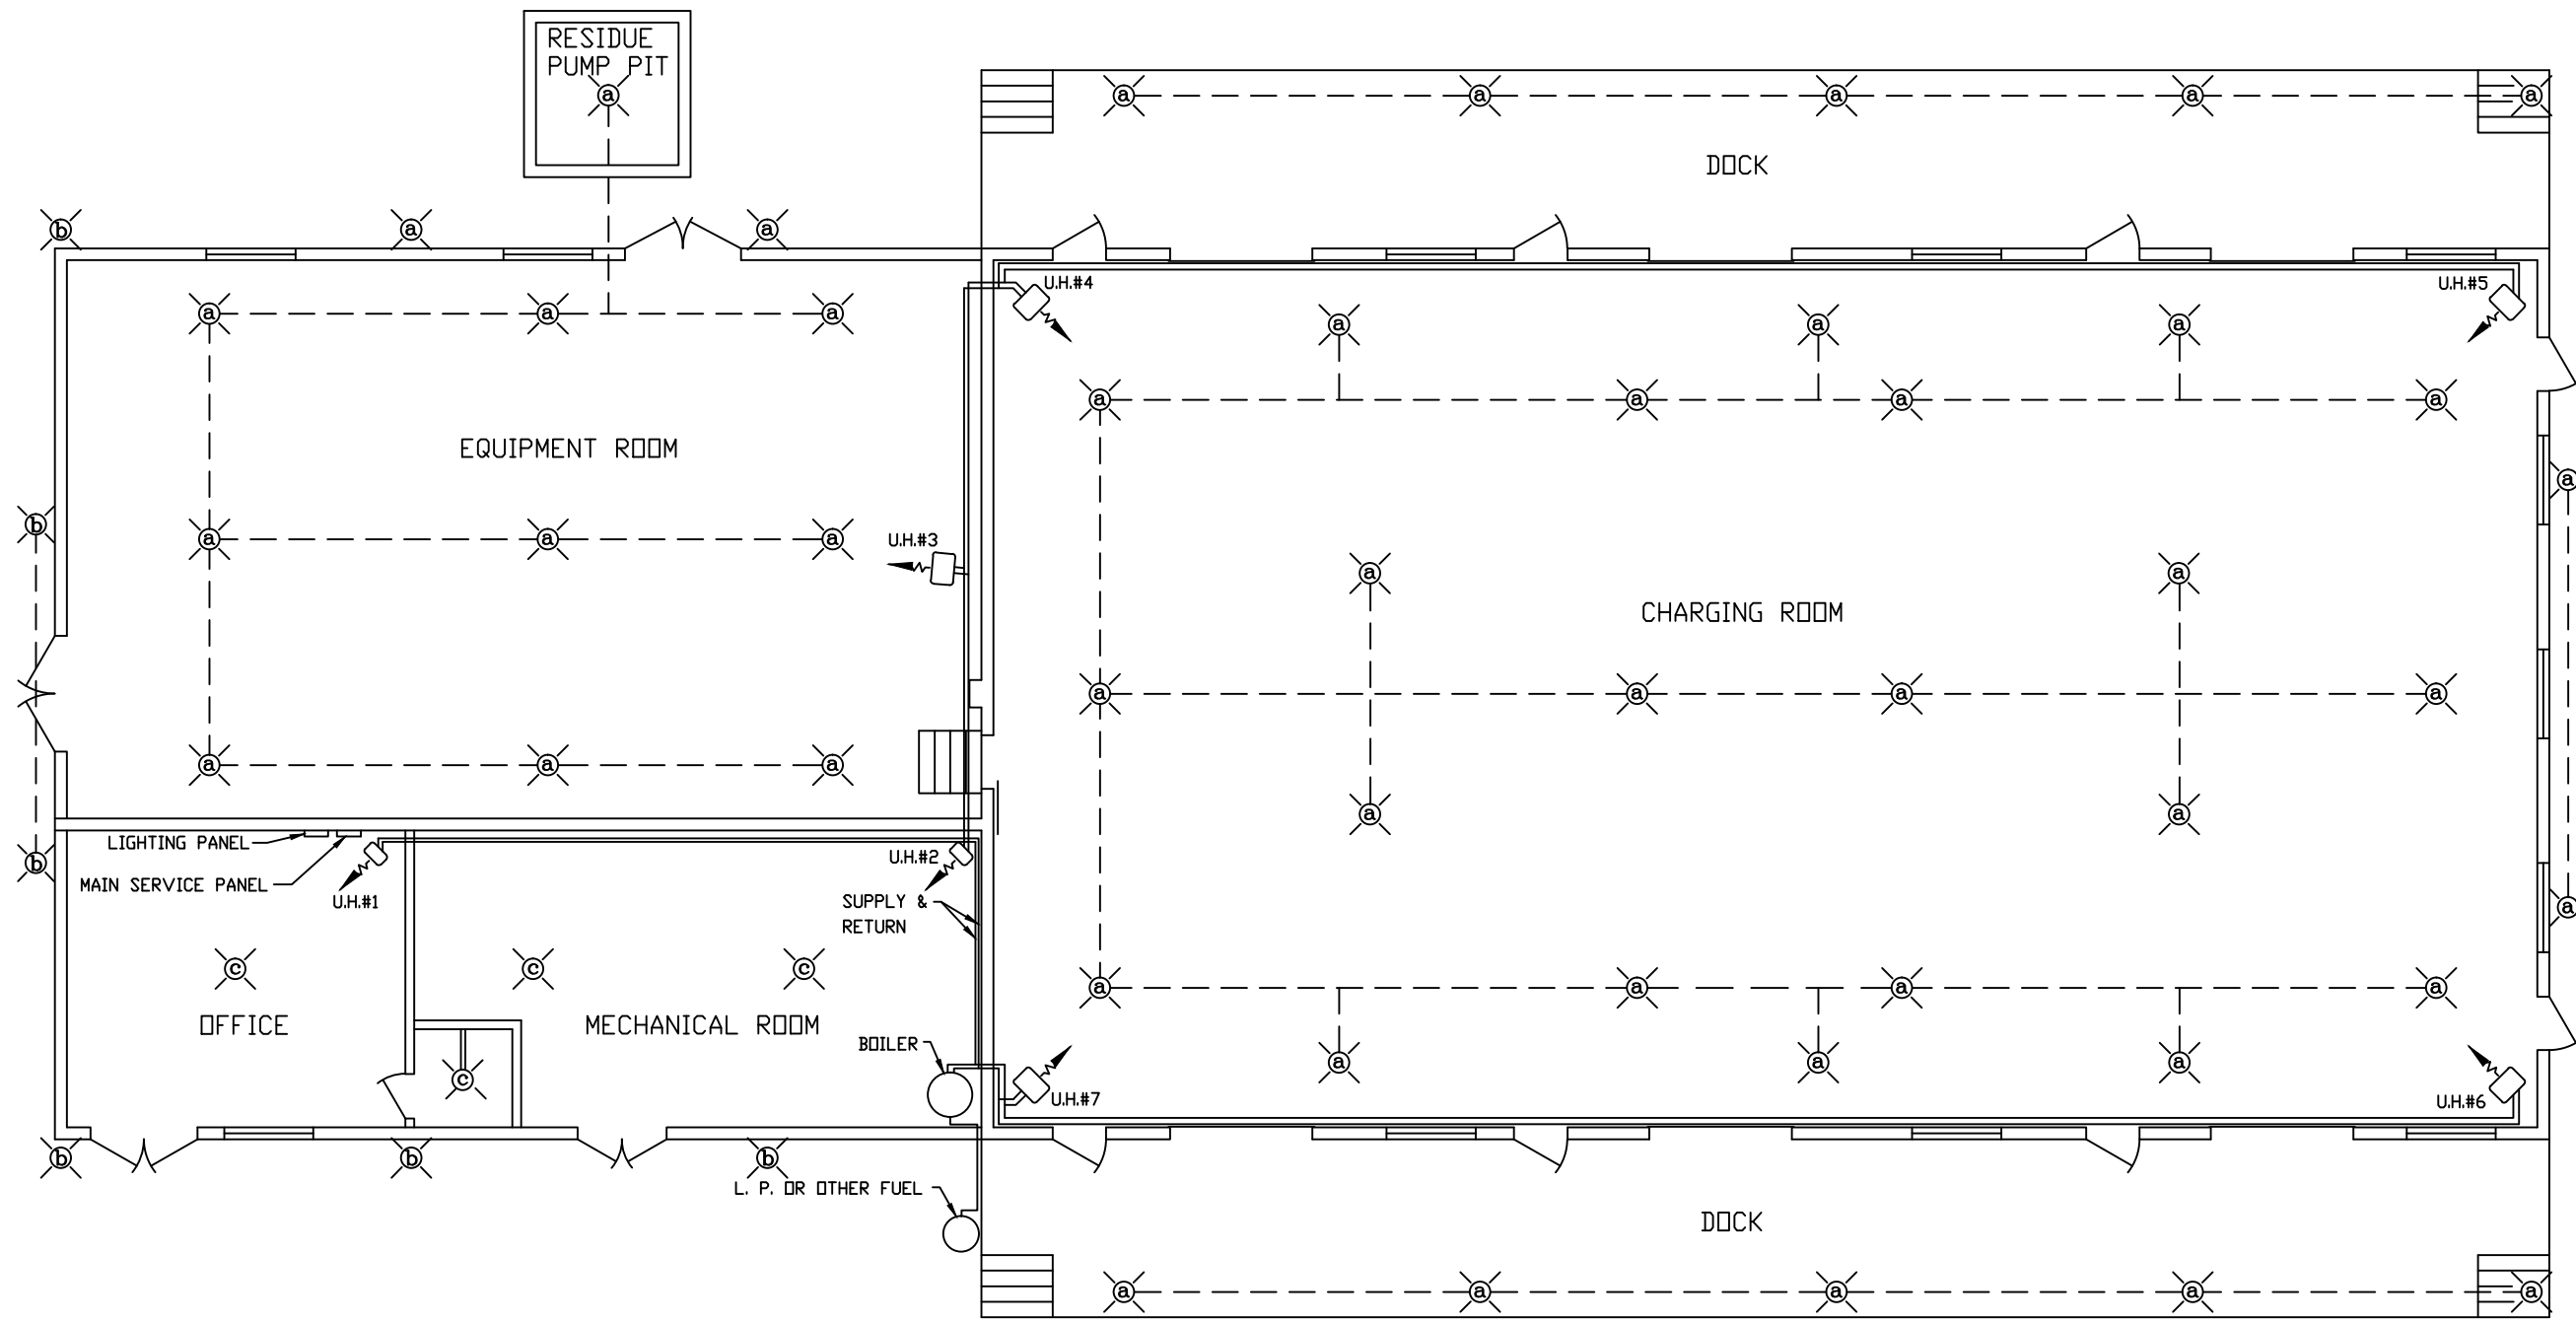 RESIDUE
PUMP PIT
a
a a a a a
DOCK
b a a
U.H.#4
U.H.#5
a a a
a a a
a a a a
EQUIPMENT ROOM
a
b
a a a
U.H.#3
a a
CHARGING ROOM
a a a a
a a a
a a
LIGHTING PANEL
b
U.H.#2
MAIN SERVICE PANEL
U.H.#1
SUPPLY &
RETURN
a
c c c
a a a a
OFFICE
MECHANICAL ROOM
BOILER
c
a a a
U.H.#7
U.H.#6
b b b
L. P. OR OTHER FUEL
DOCK
a a a a a